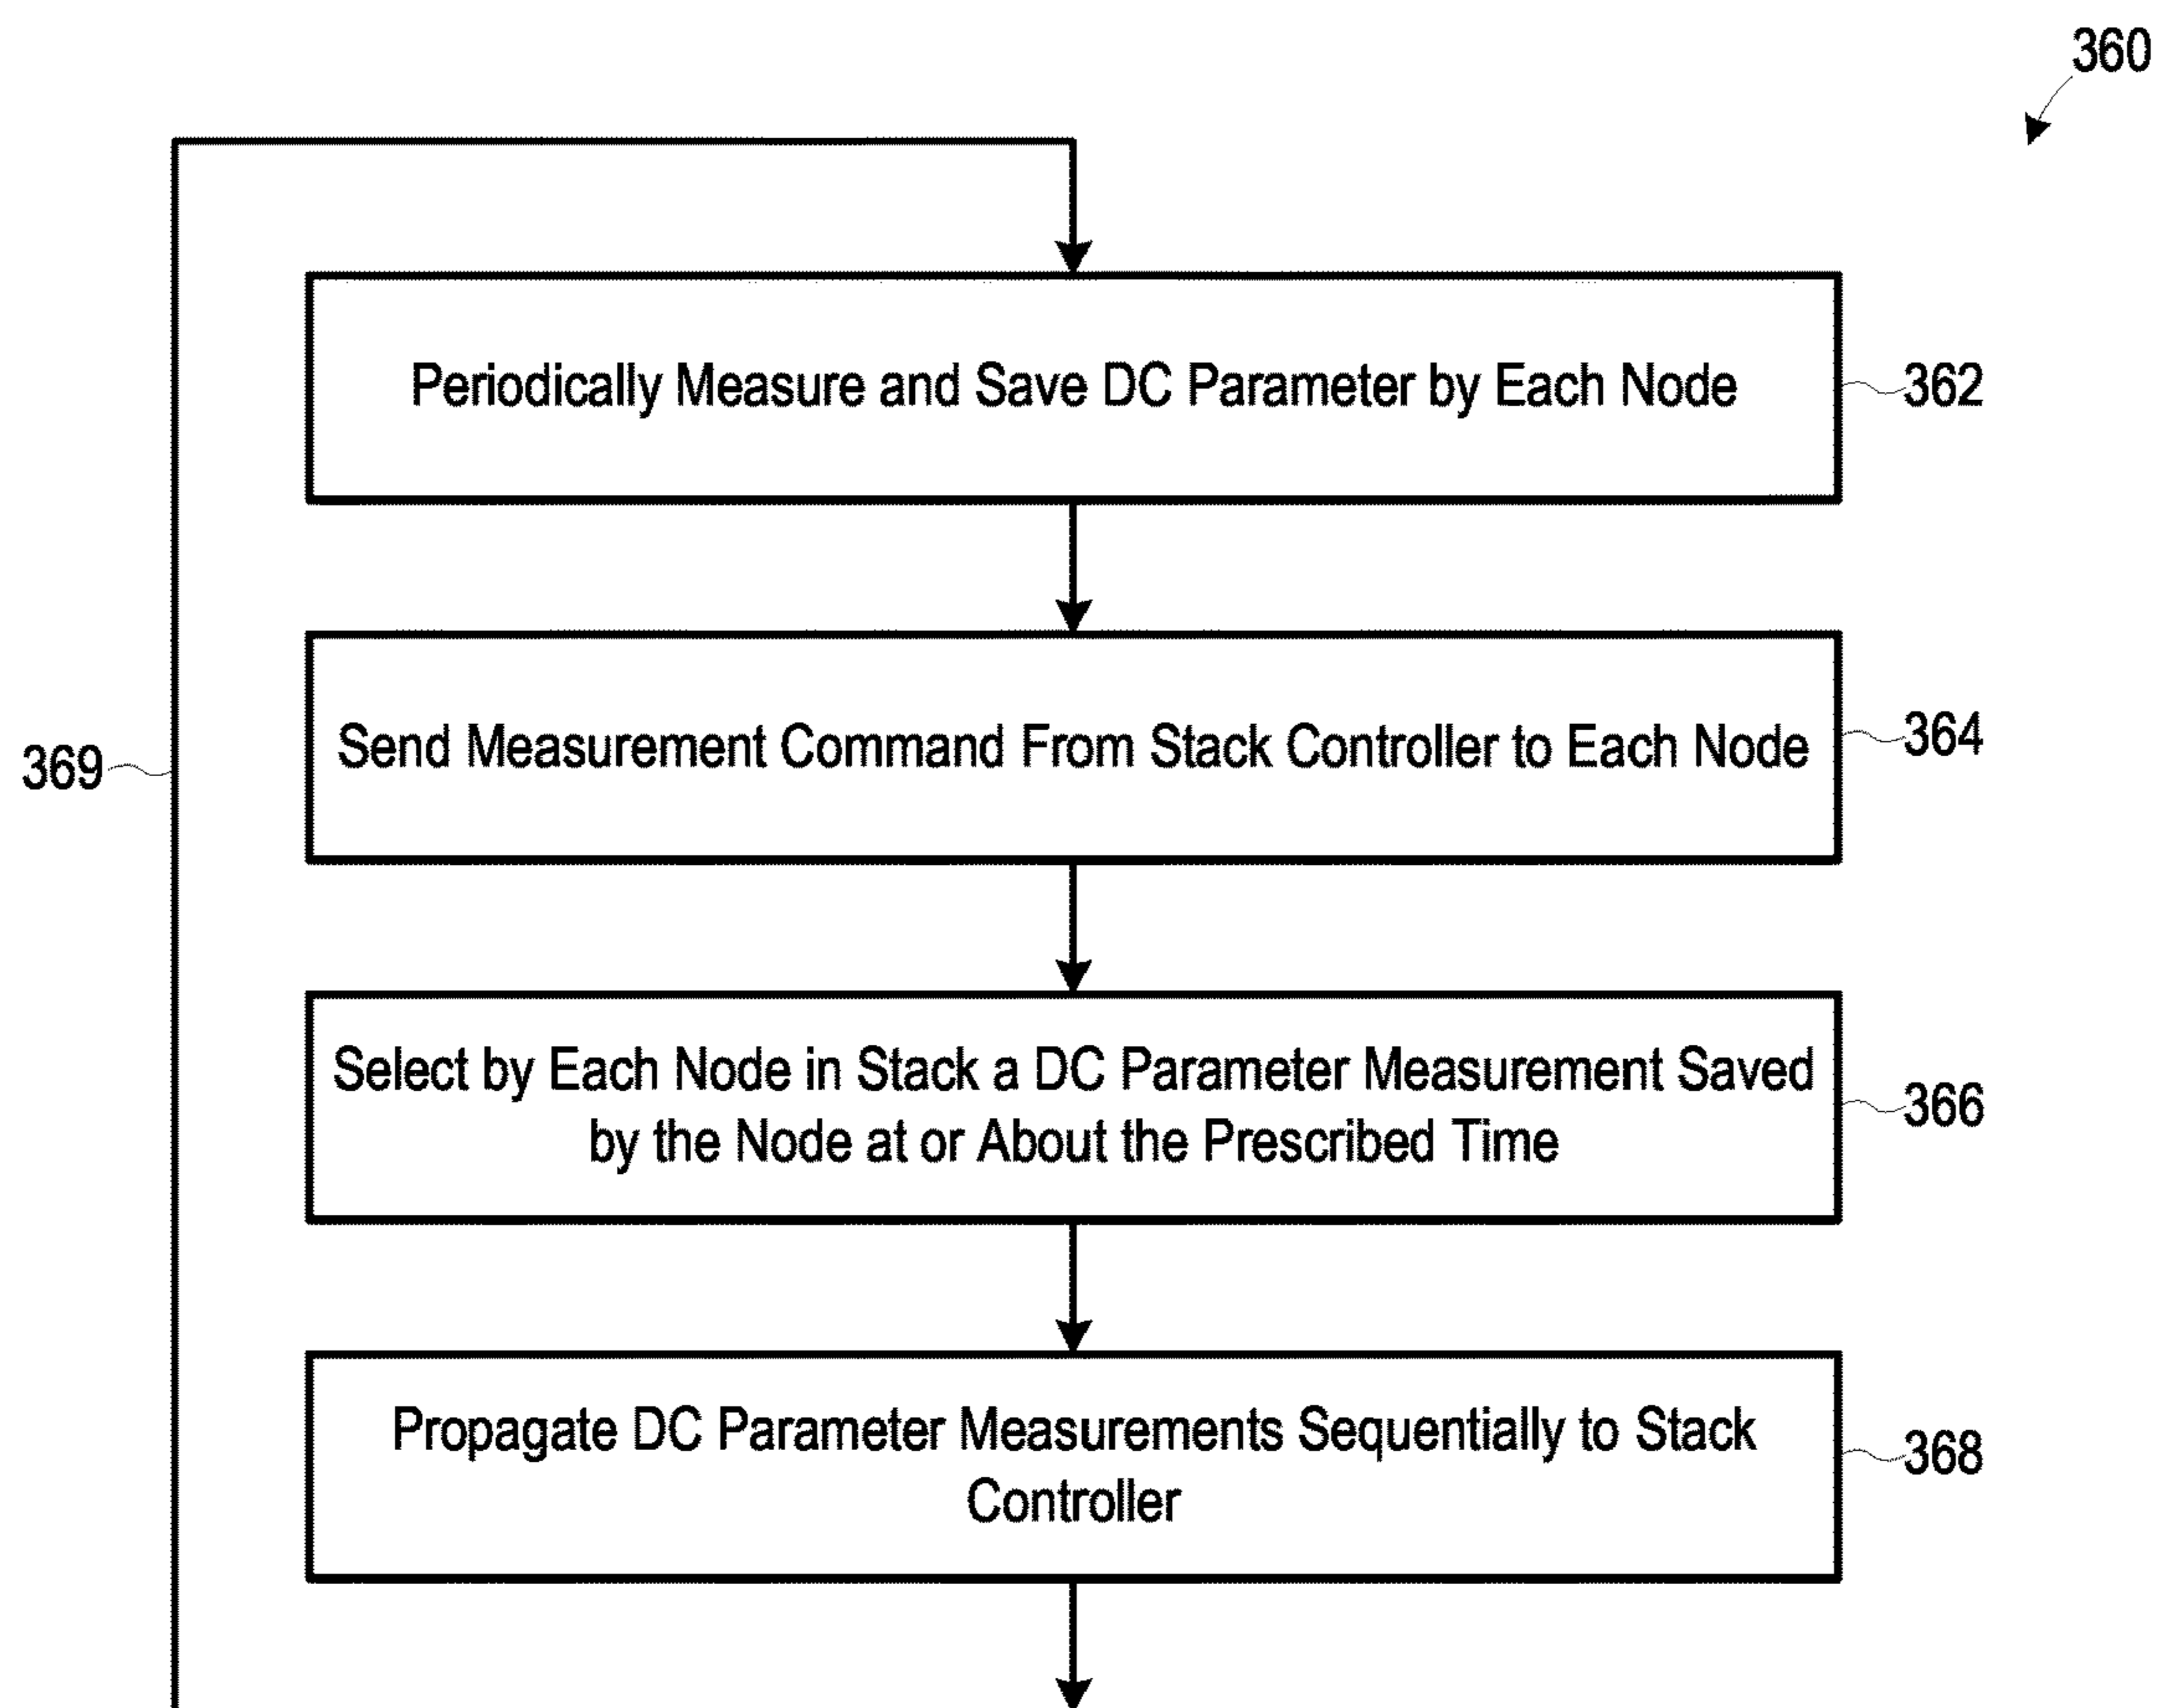 360
Periodically Measure and Save DC Parameter by Each Node
362
Send Measurement Command From Stack Controller to Each Node
364
369
Select by Each Node in Stack a DC Parameter Measurement Saved
by the Node at or About the Prescribed Time
366
Propagate DC Parameter Measurements Sequentially to Stack
Controller
368